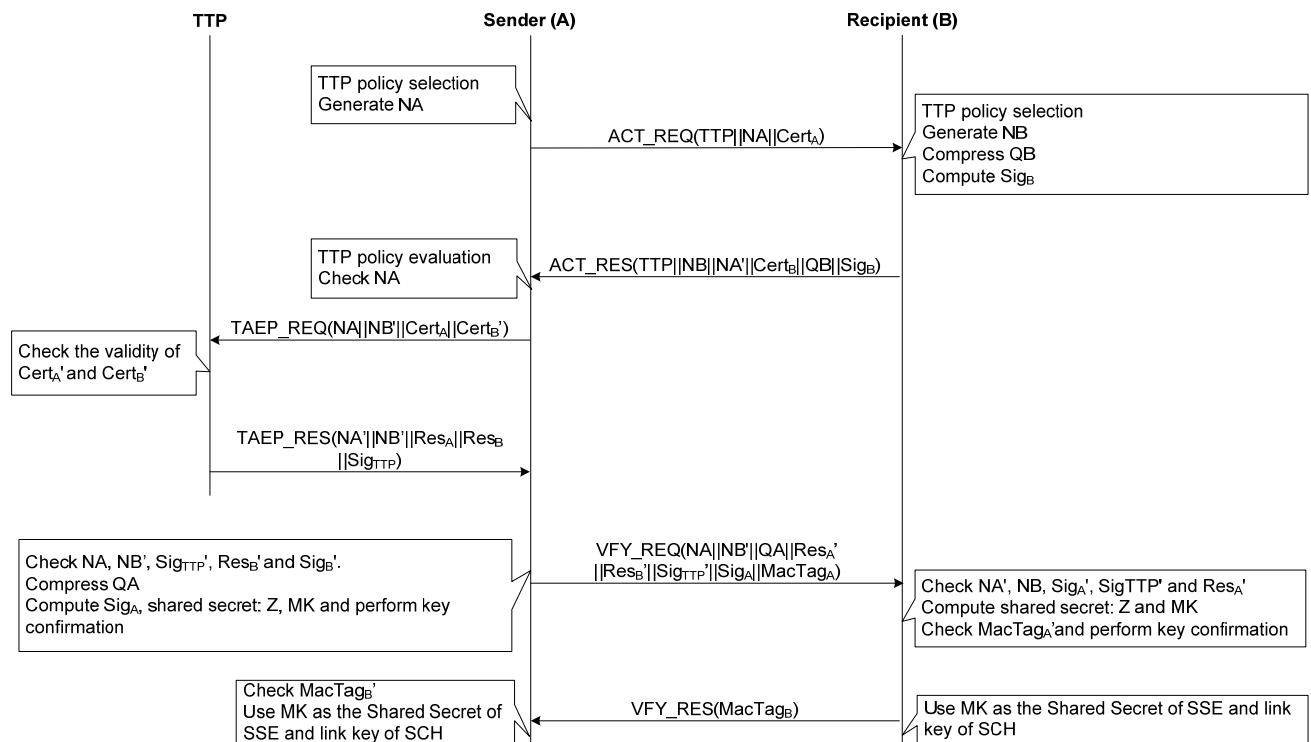 TTP
Sender (A)
Recipient (B)
TTP policy selection
Generate NA
ACT_REQ(TTP||NA||CertA)
TTP policy selection
Generate NB
Compress QB
Compute SigB
TTP policy evaluation
Check NA
ACT_RES(TTP||NB||NA'||CertB||QB||SigB)
TAEP_REQ(NA||NB'||CertA||CertB’)
Check the validity of
CertA' and CertB'
TAEP_RES(NA'||NB’||ResA||ResB
||SigTTP)
Check NA, NB’, SigTTP', ResB' and SigB'.
Compress QA
Compute SigA, shared secret: Z, MK and perform key
confirmation
VFY_REQ(NA||NB'||QA||ResA’
||ResB’||SigTTP’||SigA||MacTagA)
Check NA', NB, SigA', SigTTP' and ResA'
Compute shared secret: Z and MK
Check MacTagA’and perform key confirmation
Check MacTagB’
Use MK as the Shared Secret of
SSE and link key of SCH
VFY_RES(MacTagB)
Use MK as the Shared Secret of SSE and link
key of SCH